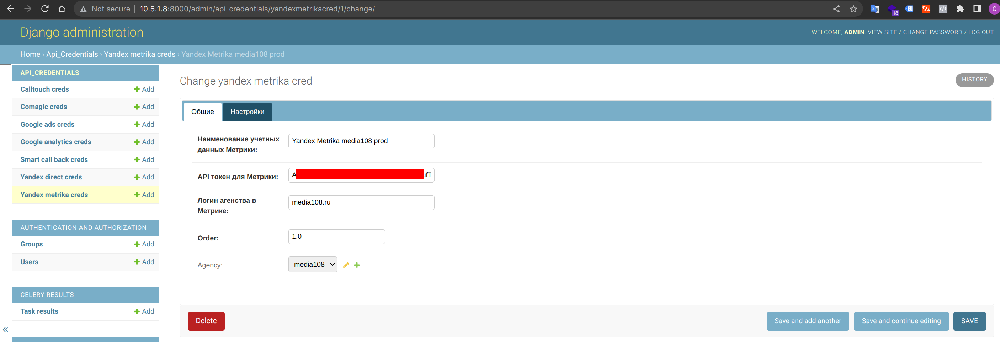 Not secure | 10.5.1.8:8000/admin/api_credentials/yandexmetrikacred/1/change/
18
C
Django administration
WELCOME, ADMIN. VIEW SITE / CHANGE PASSWORD / LOG OUT
Home › Api_Credentials › Yandex metrika creds › Yandex Metrika media108 prod
API_CREDENTIALS
Calltouch creds Add
Comagic creds Add
Google ads creds Add
Google analytics creds Add
Smart call back creds Add
Yandex direct creds Add
Yandex metrika creds Add
AUTHENTICATION AND AUTHORIZATION
Groups Add
Users Add
CELERY RESULTS
Task results Add
«
Change yandex metrika cred
HISTORY
Общие Настройки
Наименование учетных
данных Метрики:
Yandex Metrika media108 prod
API токен для Метрики:
A
Логин агенства в
Метрике:
media108.ru
Order:
1.0
Agency:
media108
Delete
Save and add another
Save and continue editing
SAVE